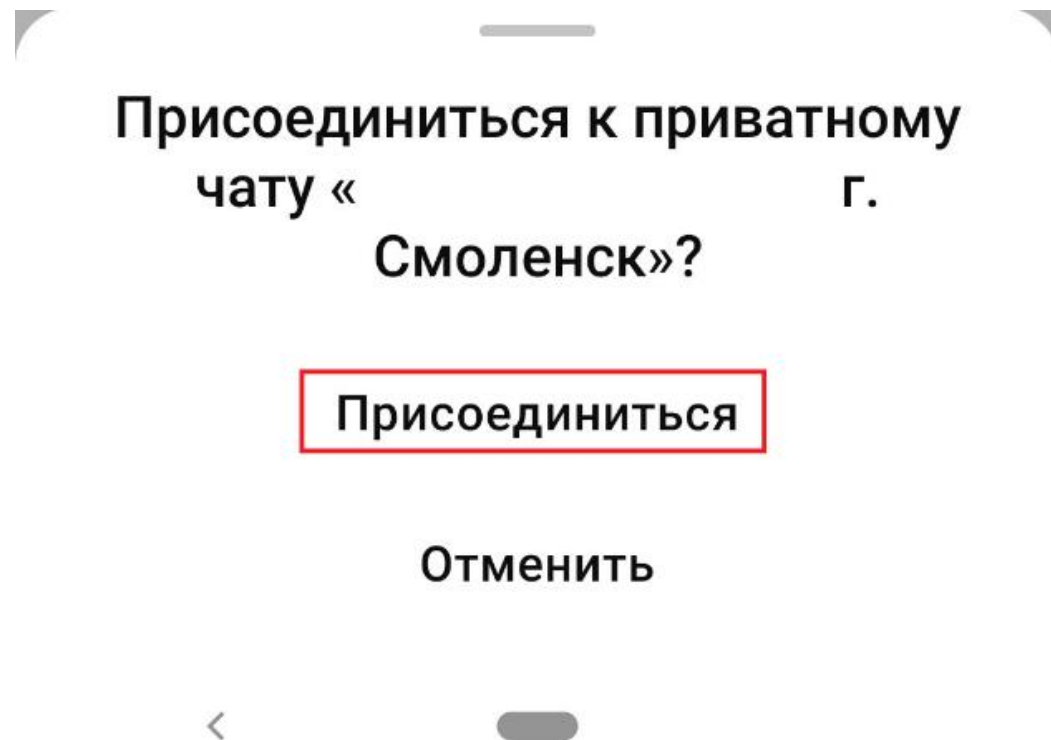 Присоединиться к приватному
чату « г.
Смоленск»?
Присоединиться
Отменить